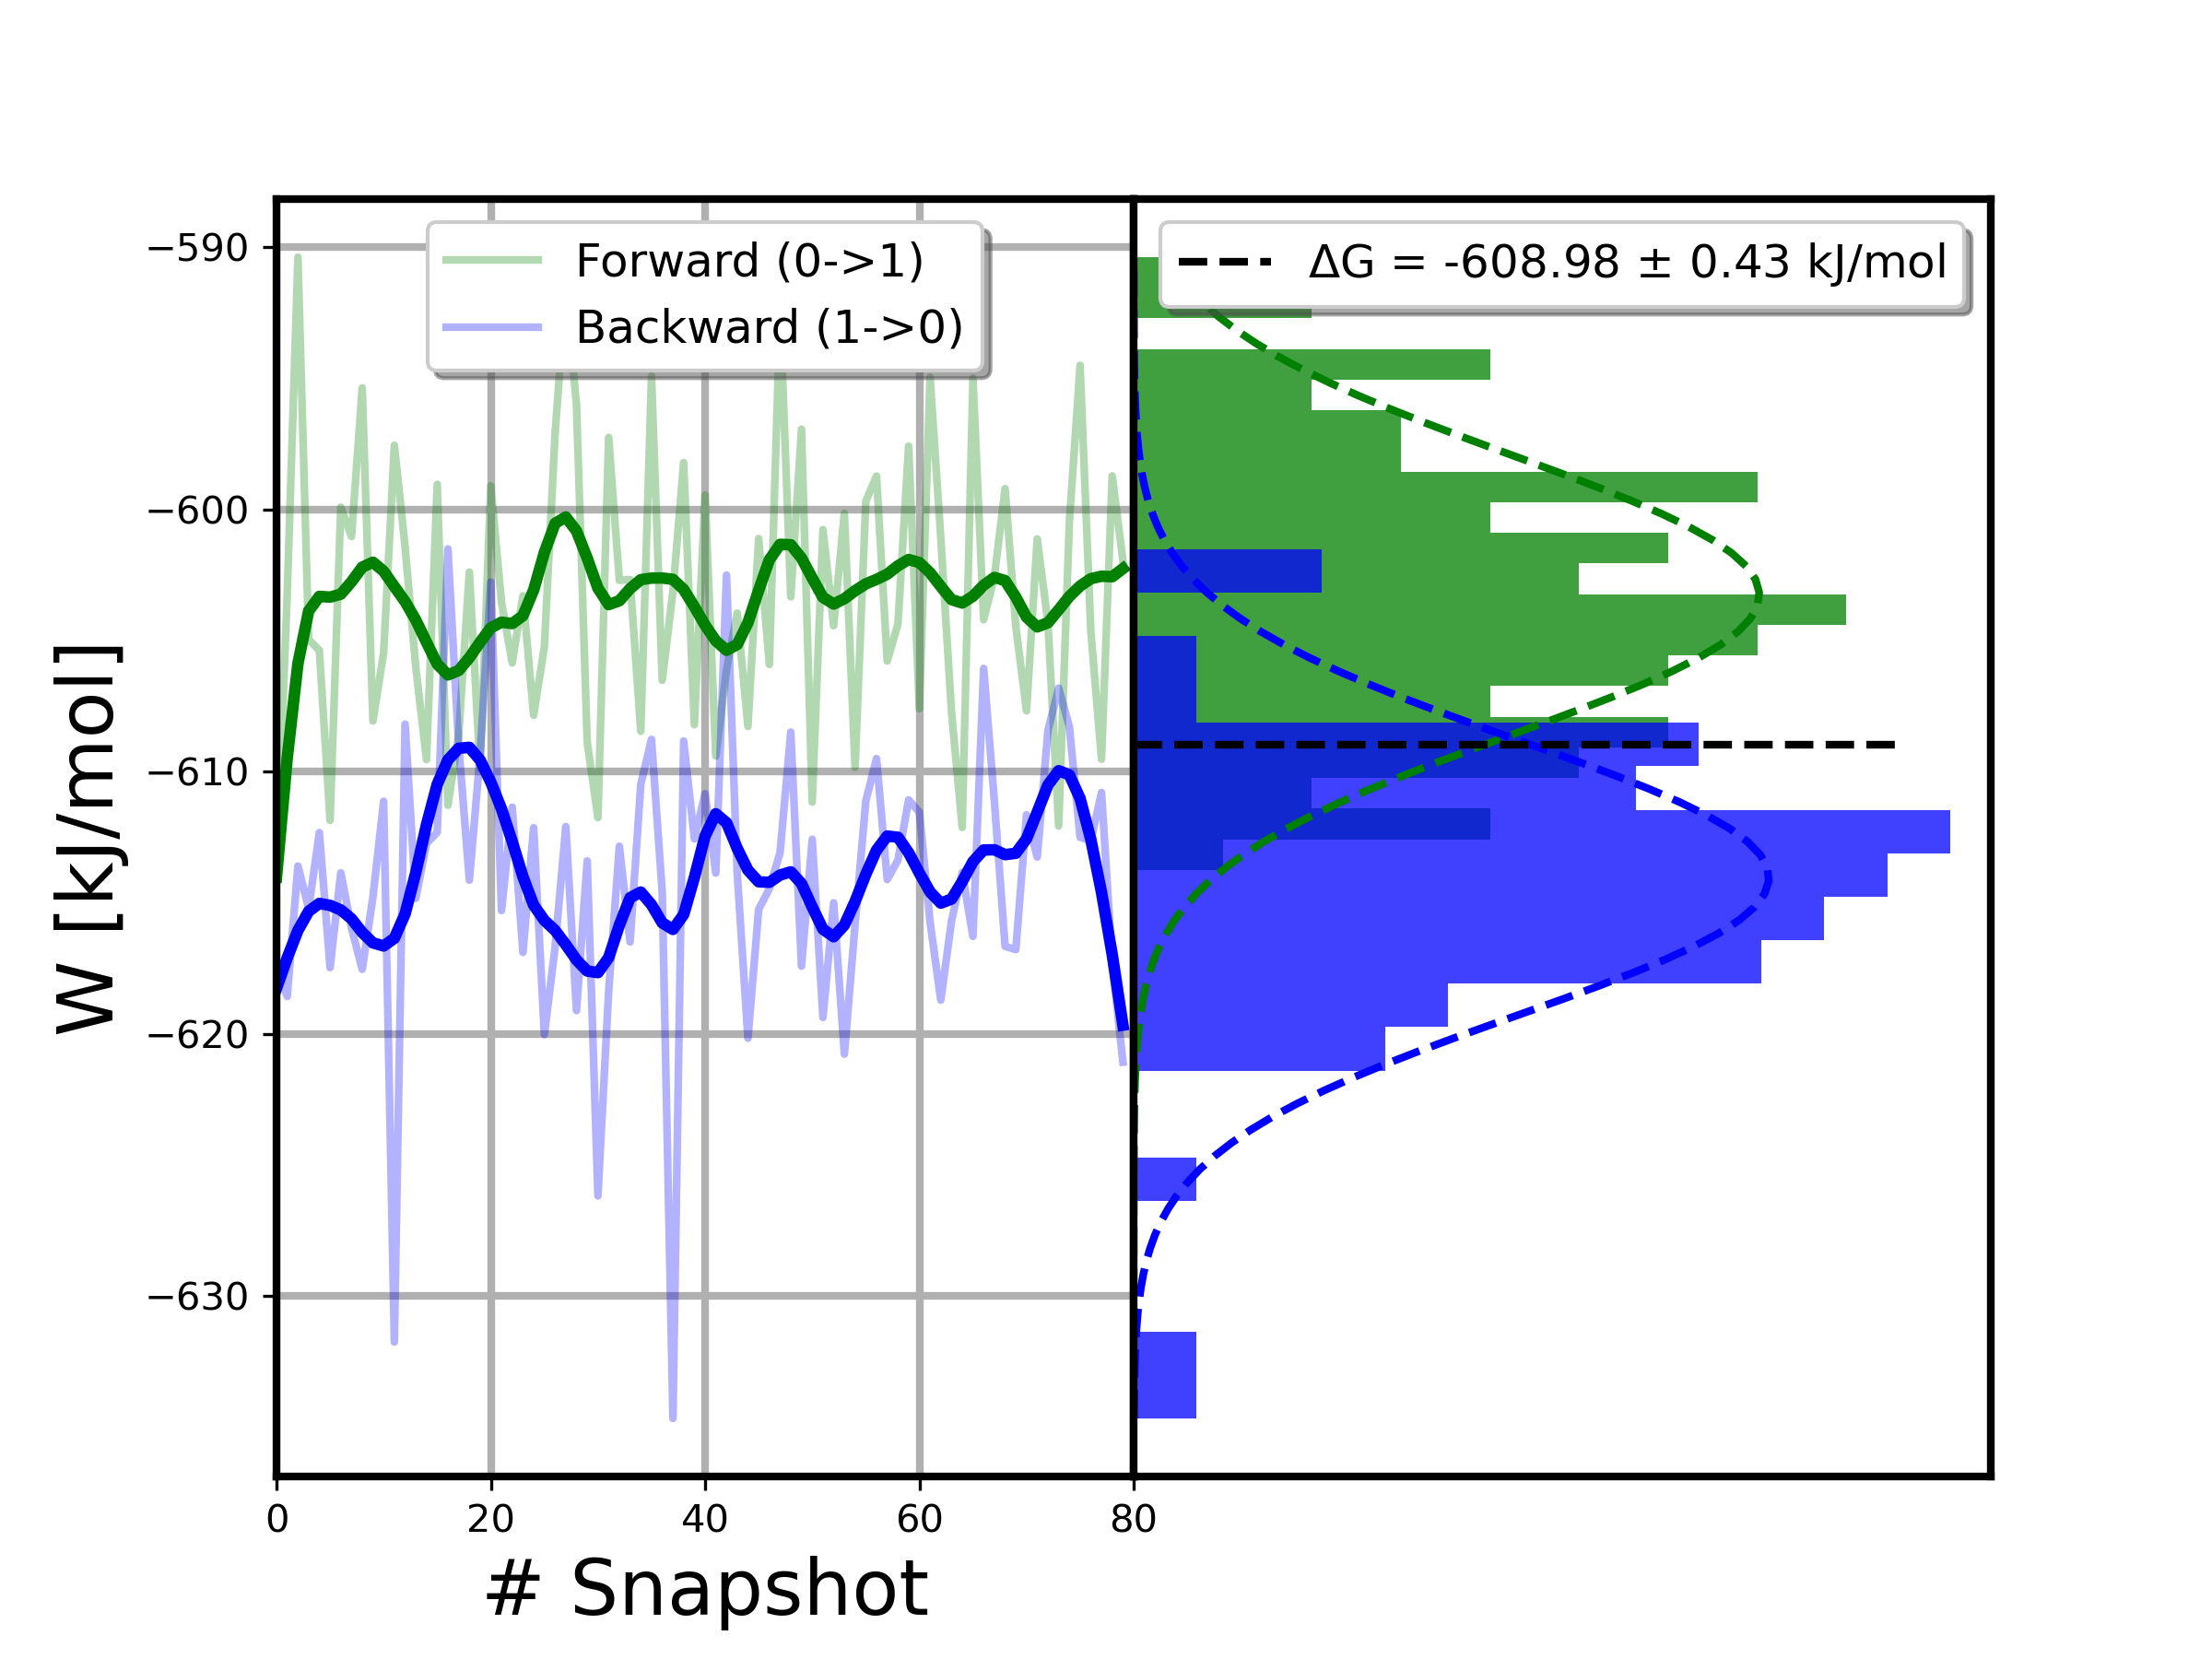 Forward (0->1)
Backward (1->0)
ΔG = -608.98 ± 0.43 kJ/mol
W [kJ/mol]
−590
−600
−610
−620
−630
0 20 40 60 80
# Snapshot